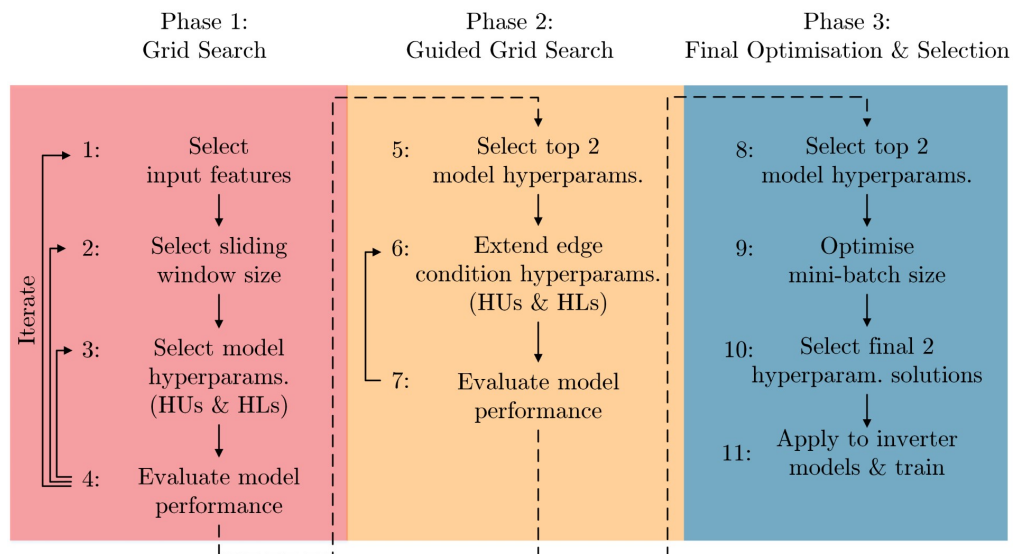 Phase 1:
Grid Search
Phase 2:
Guided Grid Search
Phase 3:
Final Optimisation & Selection
Iterate
1:
Select
input features
2:
Select sliding
window size
3:
Select model
hyperparams.
(HUs & HLs)
4:
Evaluate model
performance
5:
Select top 2
model hyperparams.
6:
Extend edge
condition hyperparams.
(HUs & HLs)
7:
Evaluate model
performance
8:
Select top 2
model hyperparams.
9:
Optimise
mini-batch size
10:
Select final 2
hyperparam. solutions
11:
Apply to inverter
models & train